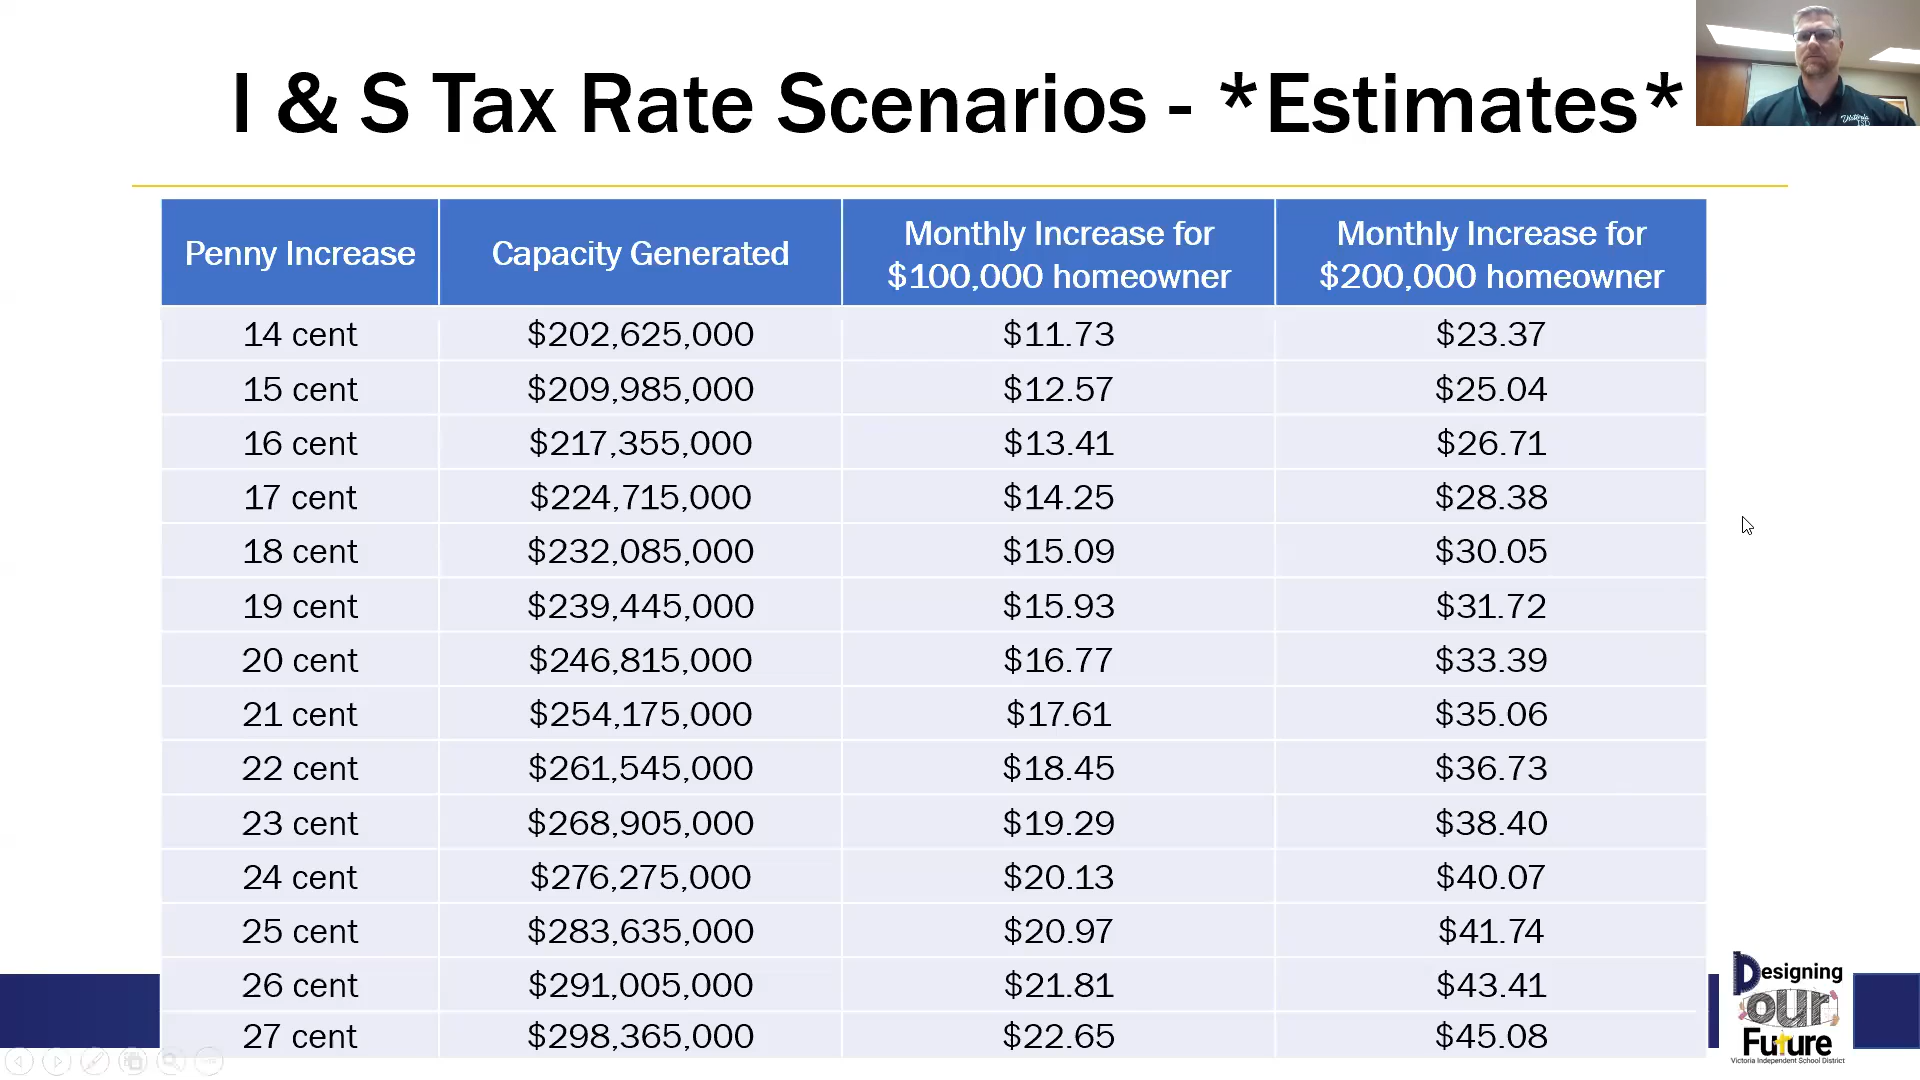 I & S Tax Rate Scenarios - *Estimates*
Victoria
ISD
Penny Increase
Capacity Generated
Monthly Increase for
$100,000 homeowner
Monthly Increase for
$200,000 homeowner
14 cent $202,625,000 $11.73 $23.37
15 cent $209,985,000 $12.57 $25.04
16 cent $217,355,000 $13.41 $26.71
17 cent $224,715,000 $14.25 $28.38
18 cent $232,085,000 $15.09 $30.05
19 cent $239,445,000 $15.93 $31.72
20 cent $246,815,000 $16.77 $33.39
21 cent $254,175,000 $17.61 $35.06
22 cent $261,545,000 $18.45 $36.73
23 cent $268,905,000 $19.29 $38.40
24 cent $276,275,000 $20.13 $40.07
25 cent $283,635,000 $20.97 $41.74
26 cent $291,005,000 $21.81 $43.41
27 cent $298,365,000 $22.65 $45.08
Designing
our
Future
Victoria Independent School District